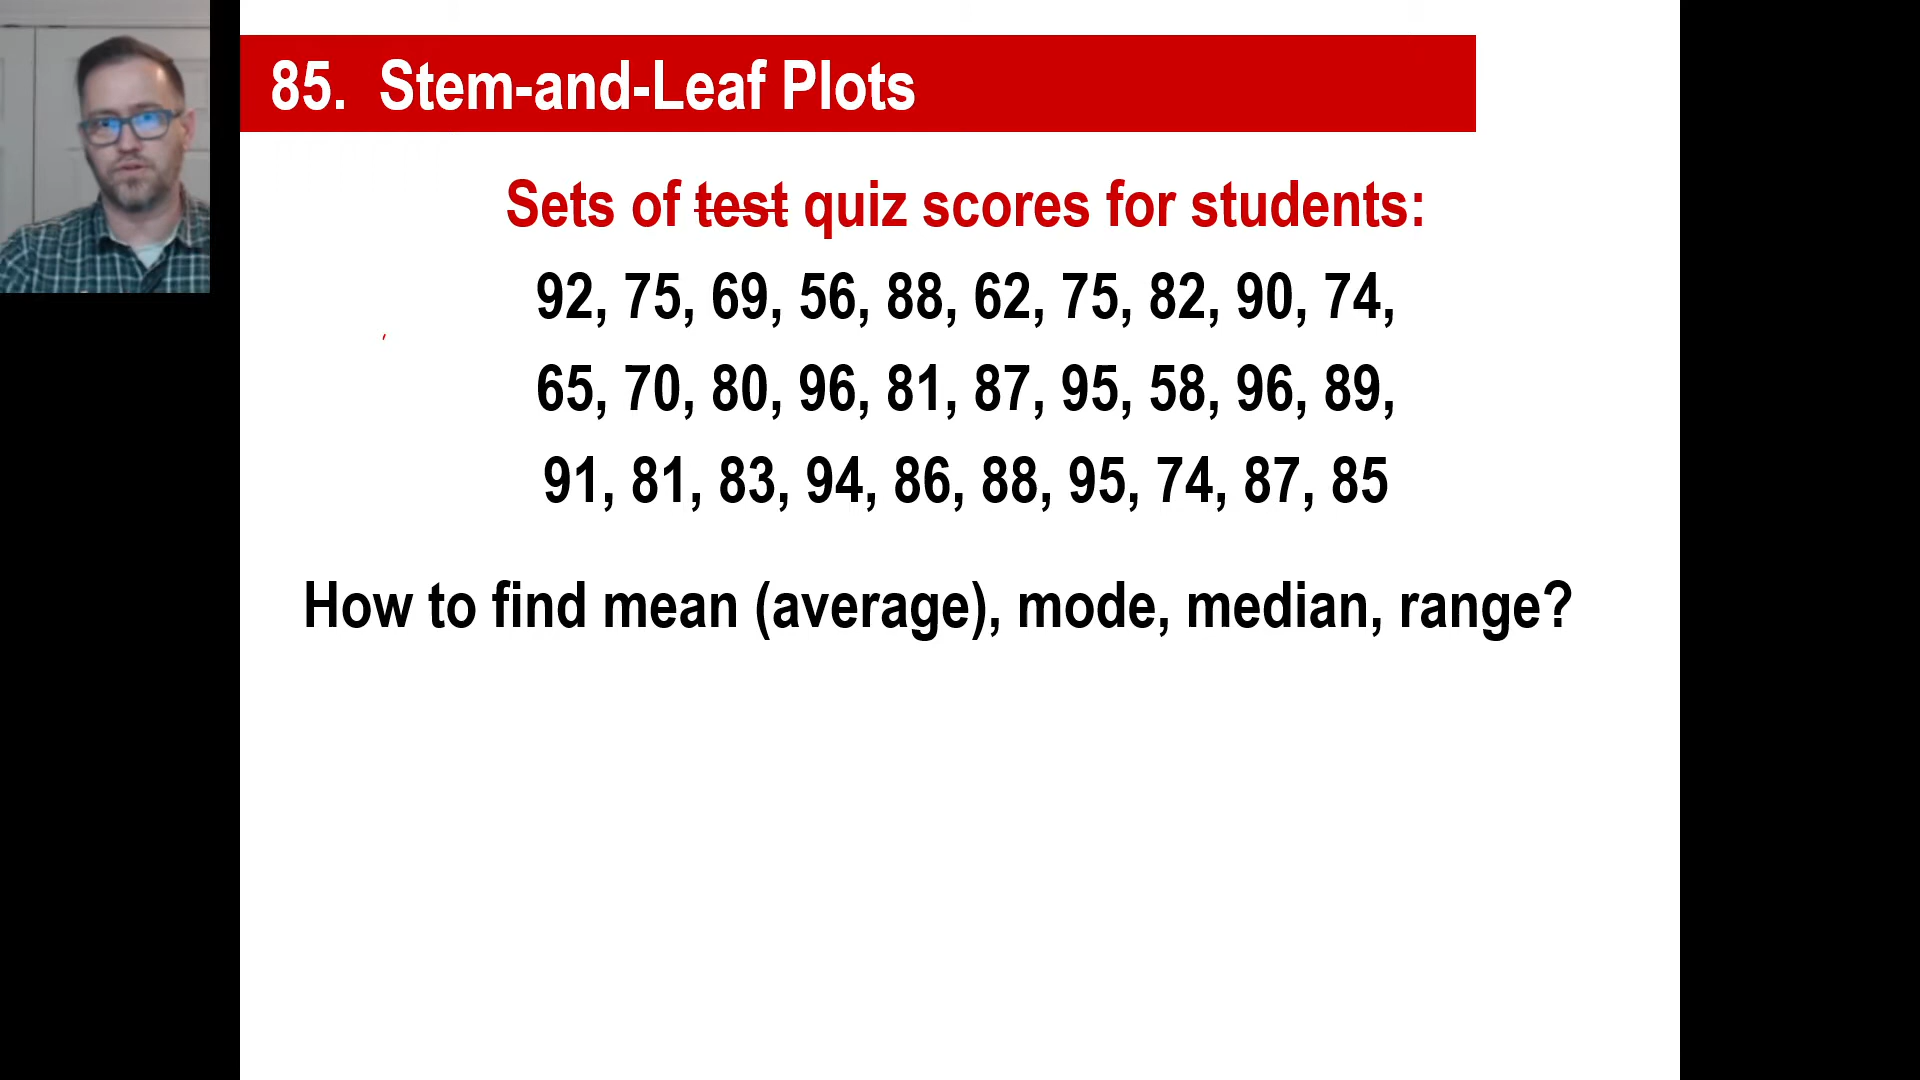 85. Stem-and-Leaf Plots
Sets of test quiz scores for students:
92, 75, 69, 56, 88, 62, 75, 82, 90, 74,
65, 70, 80, 96, 81, 87, 95, 58, 96, 89,
91, 81, 83, 94, 86, 88, 95, 74, 87, 85
How to find mean (average), mode, median, range?